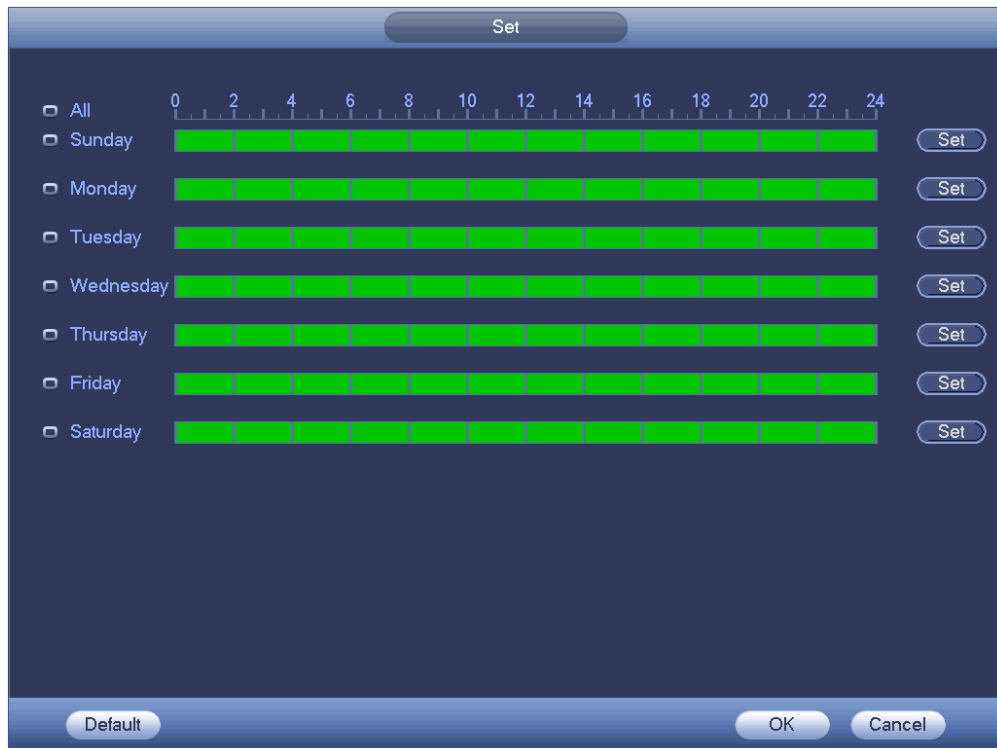 Set
All 0 2 4 6 8 10 12 14 16 18 20 22 24
Sunday Set
Monday Set
Tuesday Set
Wednesday Set
Thursday Set
Friday Set
Saturday Set
Default OK Cancel